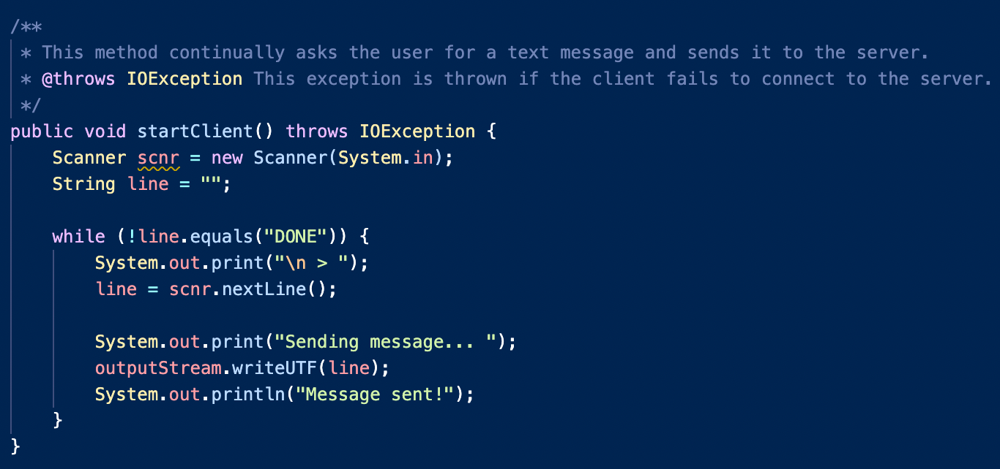 /**
 * This method continually asks the user for a text message and sends it to the server.
 * @throws IOException This exception is thrown if the client fails to connect to the server.
 */
public void startClient() throws IOException {
    Scanner scnr = new Scanner(System.in);
    String line = "";

    while (!line.equals("DONE")) {
        System.out.print("\n > ");
        line = scnr.nextLine();

        System.out.print("Sending message... ");
        outputStream.writeUTF(line);
        System.out.println("Message sent!");
    }
}